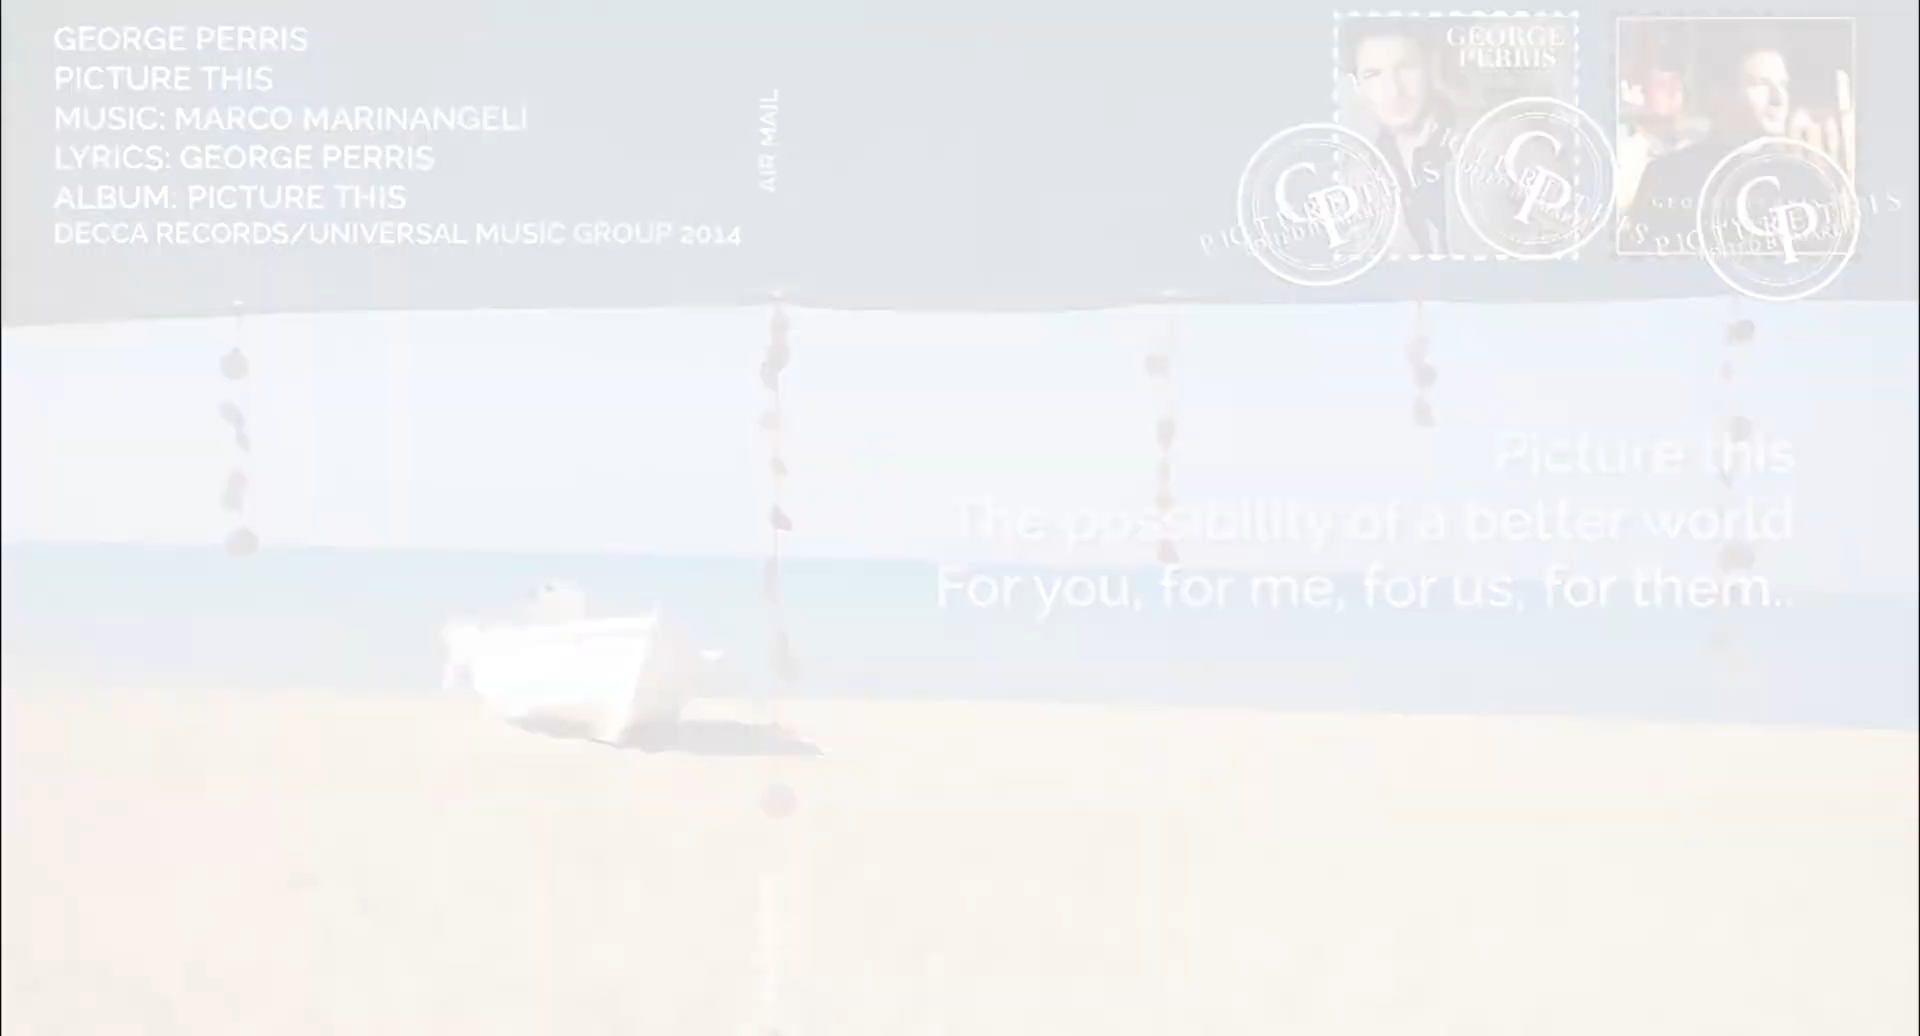 GEORGE PERRIS
PICTURE THIS
MUSIC: MARCO MARINANGELI
LYRICS: GEORGE PERRIS
ALBUM: PICTURE THIS
DECCA RECORDS/UNIVERSAL MUSIC GROUP 2014
AIR MAIL
GEORGE
PERRIS
Picture this
The possibility of a better world
For you, for me, for us, for them..